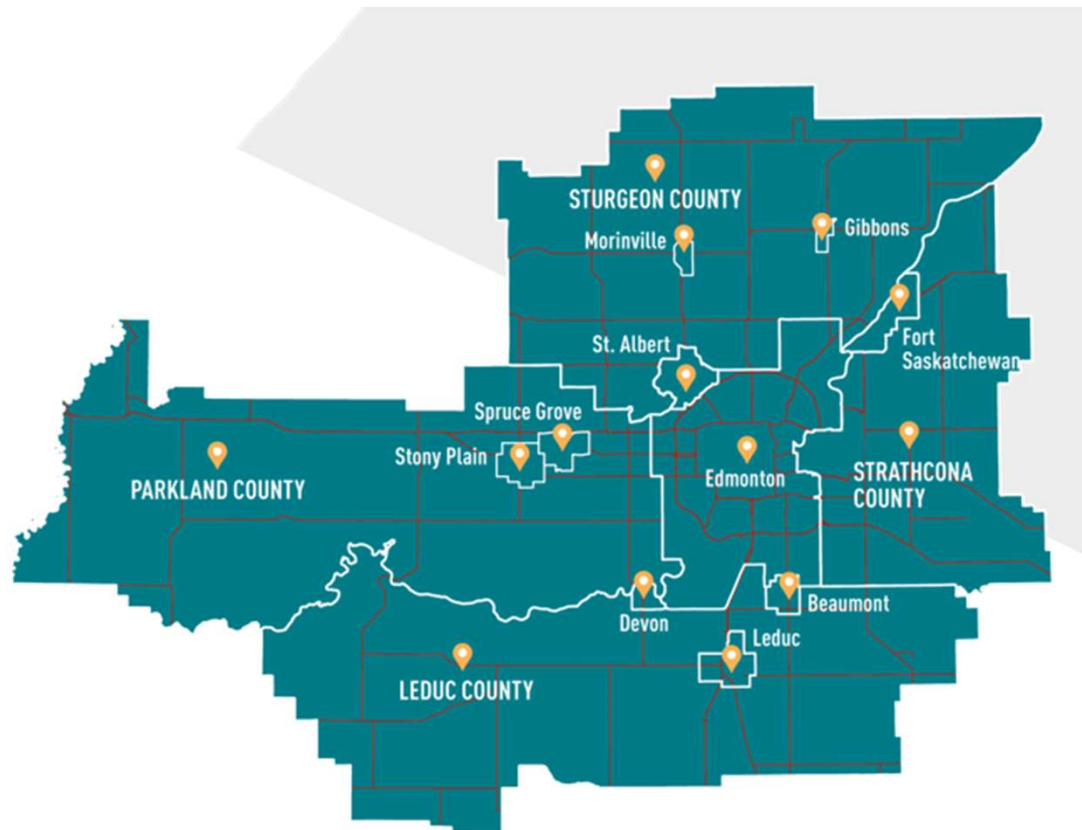 STURGEON COUNTY
Morinville
Gibbons
St. Albert
Fort
Saskatchewan
Spruce Grove
Stony Plain
Edmonton
STRATHCONA
COUNTY
PARKLAND COUNTY
Devon
Beaumont
Leduc
LEDUC COUNTY